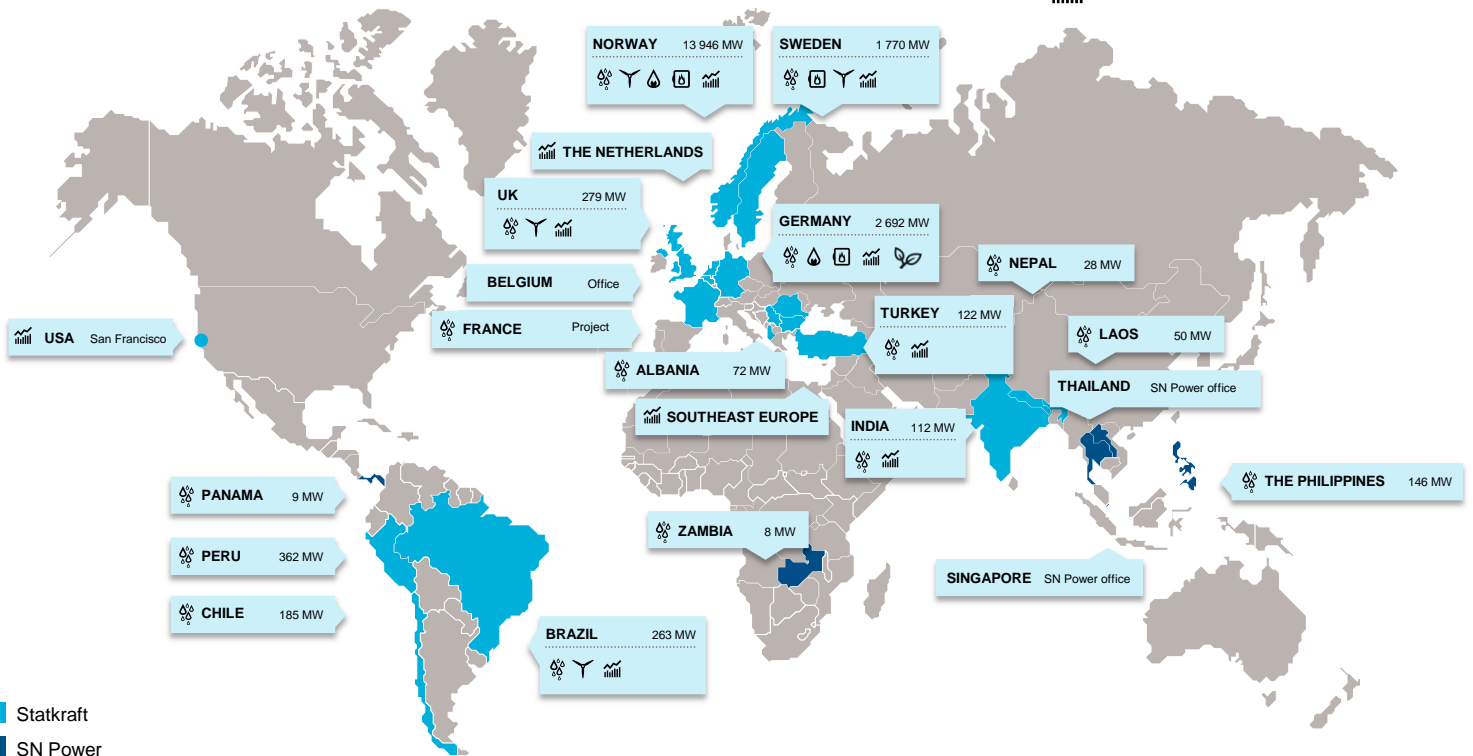 NORWAY 13 946 MW
SWEDEN 1 770 MW
THE NETHERLANDS
UK 279 MW
GERMANY 2 692 MW
NEPAL 28 MW
BELGIUM Office
TURKEY 122 MW
FRANCE Project
USA San Francisco
LAOS 50 MW
ALBANIA 72 MW
THAILAND SN Power office
SOUTHEAST EUROPE
INDIA 112 MW
THE PHILIPPINES 146 MW
PANAMA 9 MW
ZAMBIA 8 MW
PERU 362 MW
SINGAPORE SN Power office
CHILE 185 MW
BRAZIL 263 MW
Statkraft
SN Power